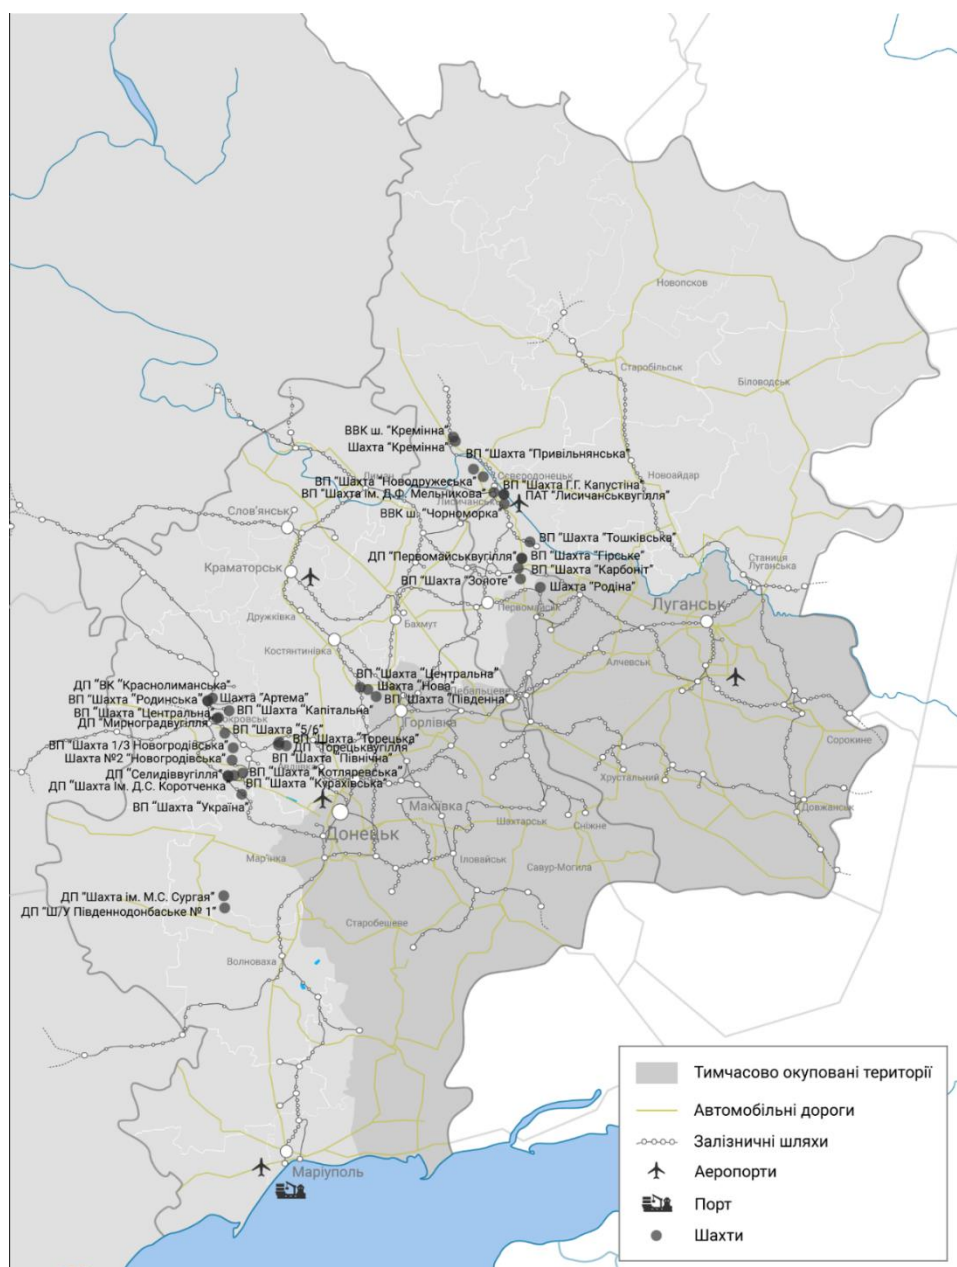 Новопсков
Старобільськ
Біловодськ
ВВК ш. “Кремінна”
Шахта “Кремінна”
ВП “Шахта “Привільнянська”
Лиман
Сєвєродонецьк
Новоайдар
ВП “Шахта “Новодружеська”
ВП “Шахта Г.Г. Капустіна”
ВП “Шахта ім. Д.Ф. Мельникова”
ПАТ “Лисичанськвугілля”
Лисичанськ
ВВК ш. “Чорноморка”
Слов'янськ
ВП “Шахта “Тошківська”
ДП “Первомайськвугілля”
ВП “Шахта “Гірське”
Станиця
Луганська
Краматорськ
ВП “Шахта “Карбоніт”
ВП “Шахта “Золоте”
Шахта “Родіна”
Первомайськ
Луганськ
Дружківка
Бахмут
Костянтинівка
Алчевськ
ВП “Шахта “Центральна”
ДП “ВК “Краснолиманська”
Шахта “Нова”
Дебальцеве
ВП “Шахта “Родинська”
Шахта “Артема”
ВП “Шахта “Південна”
ВП “Шахта “Центральна
ВП “Шахта “Капітальна”
ДП “Мирноградвугілля”
Покровськ
Горлівка
ВП “Шахта “5/6”
ВП “Шахта “Торецька”
Сорокине
ВП “Шахта 1/3 Новогродівська”
ДП “Торецьквугілля”
Шахта №2 “Новогродівська”
ВП “Шахта “Північна”
ДП “Селидіввугілля”
ВП “Шахта “Котляревська”
Хрустальний
ДП “Шахта Ім. Д.С. Коротченка
ВП “Шахта “Курахівська”
ВП “Шахта “Україна”
Макіївка
Довжанськ
Донецьк
Шахтарськ
Сніжне
Мар'їнка
Іловайськ
Савур-Могила
ДП “Шахта ім. М.С. Сургая”
ДП “Ш/У Південнодонбаське № 1”
Старобешеве
Волноваха
Маріуполь
Тимчасово окуповані території
Автомобільні дороги
Залізничні шляхи
Аеропорти
Порт
Шахти